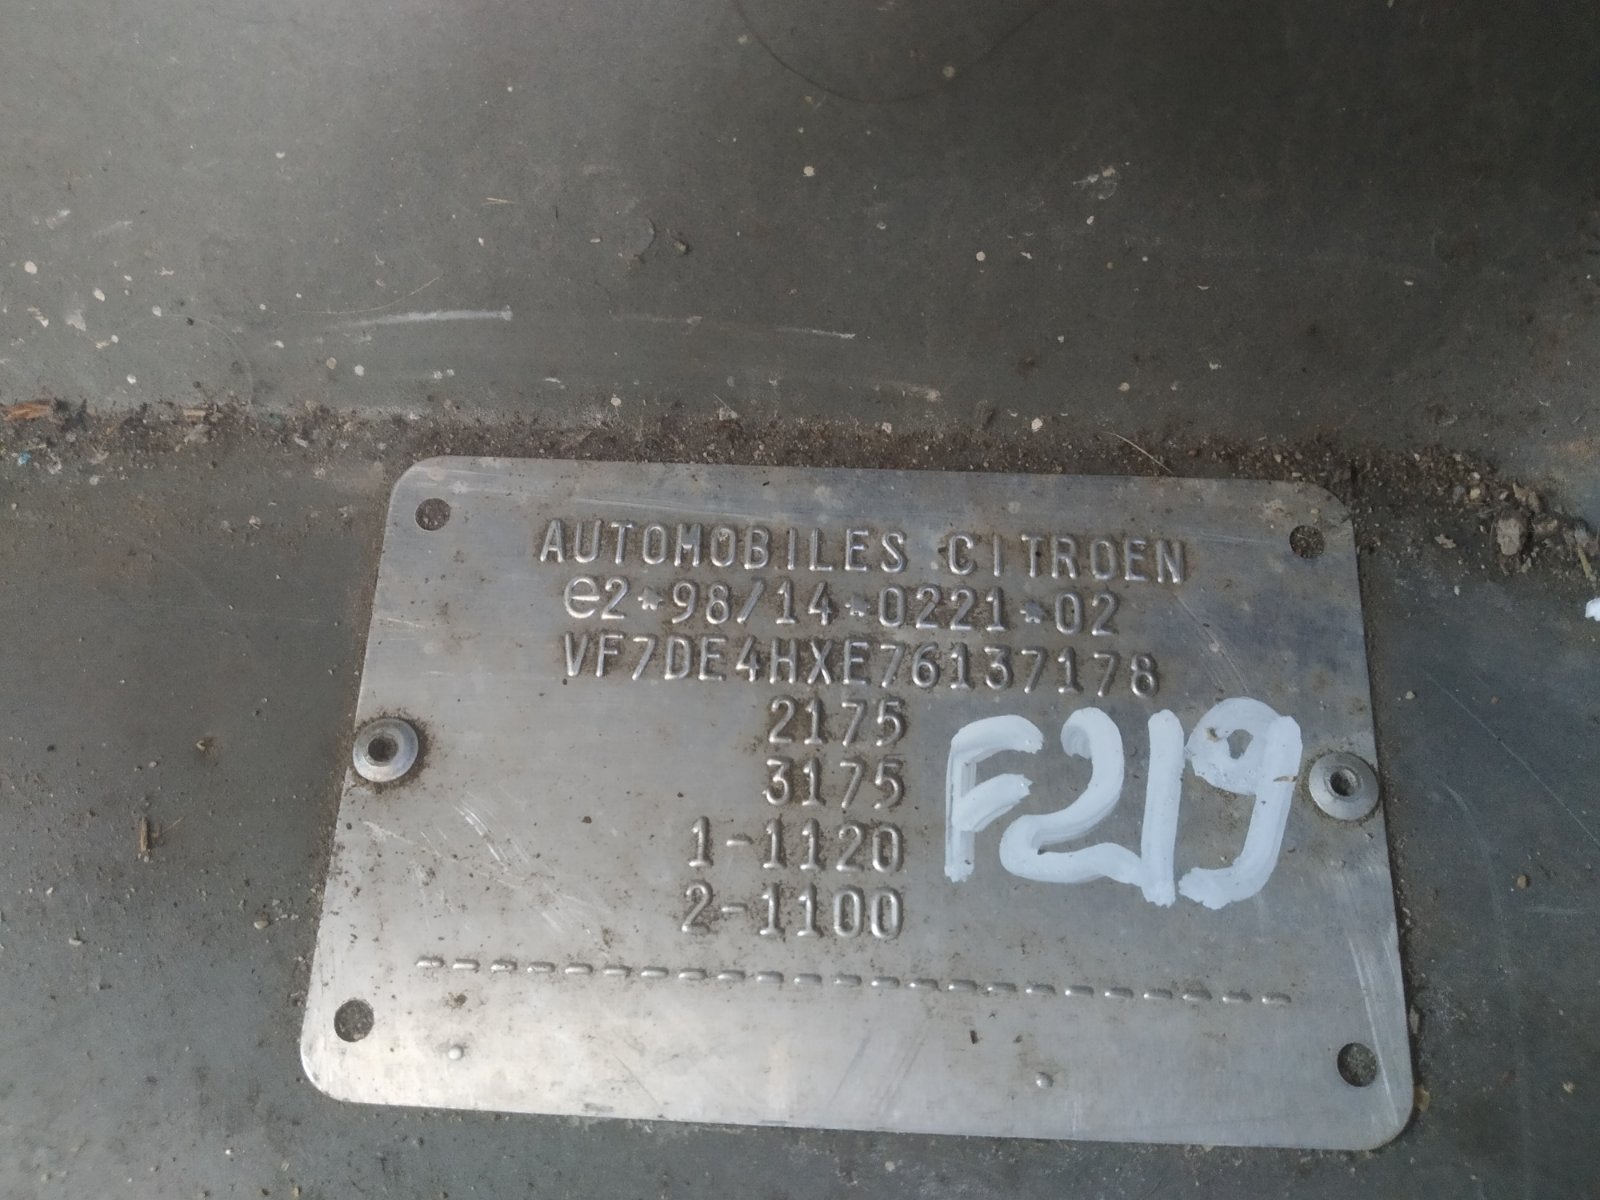 AUTOMOBILES CITROEN
e2*98/14*0221*02
VF7DE4HXE76137178
2175
3175
1-1120
2-1100
F219